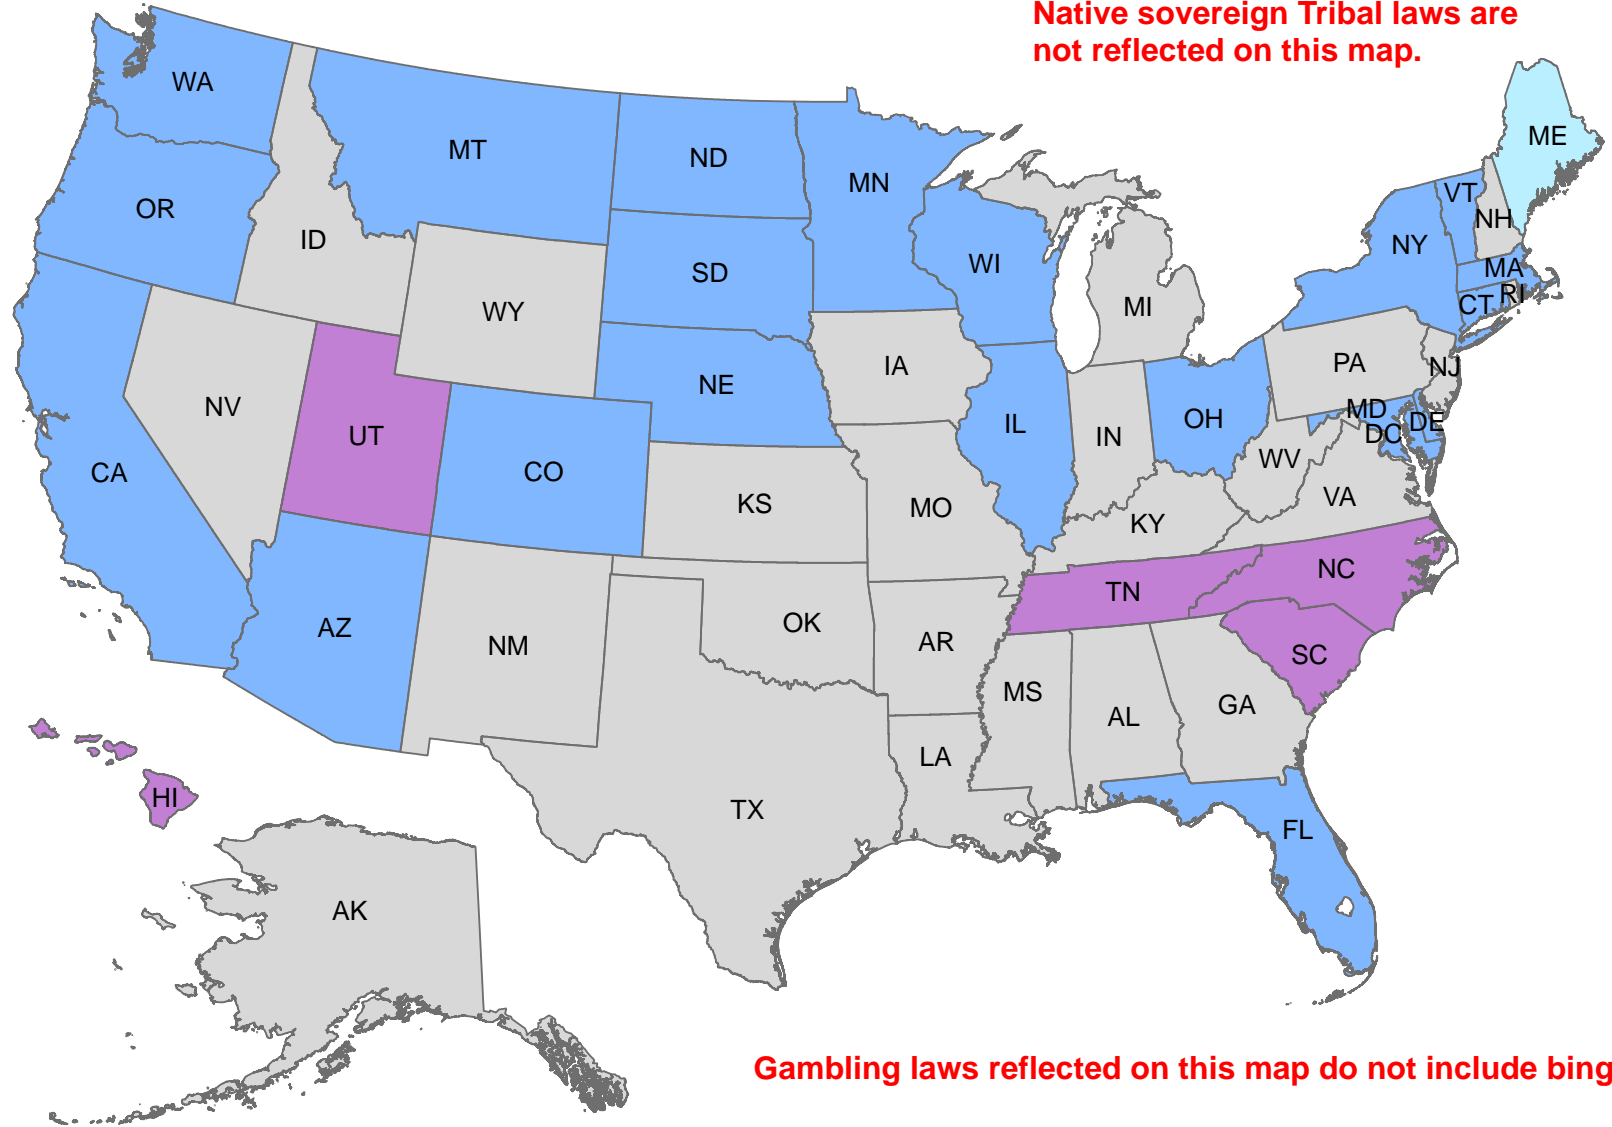 Native sovereign Tribal laws are
not reflected on this map.
WA
MT
ND
MN
ME
OR
ID
SD
WI
VT
NH
NY
MA
WY
MI
CT
RI
IA
PA
NJ
NV
NE
UT
IL
IN
OH
MD
DE
DC
CA
CO
WV
KS
MO
VA
KY
TN
NC
AZ
NM
OK
AR
SC
MS
AL
GA
LA
HI
TX
FL
AK
Gambling laws reflected on this map do not include bing